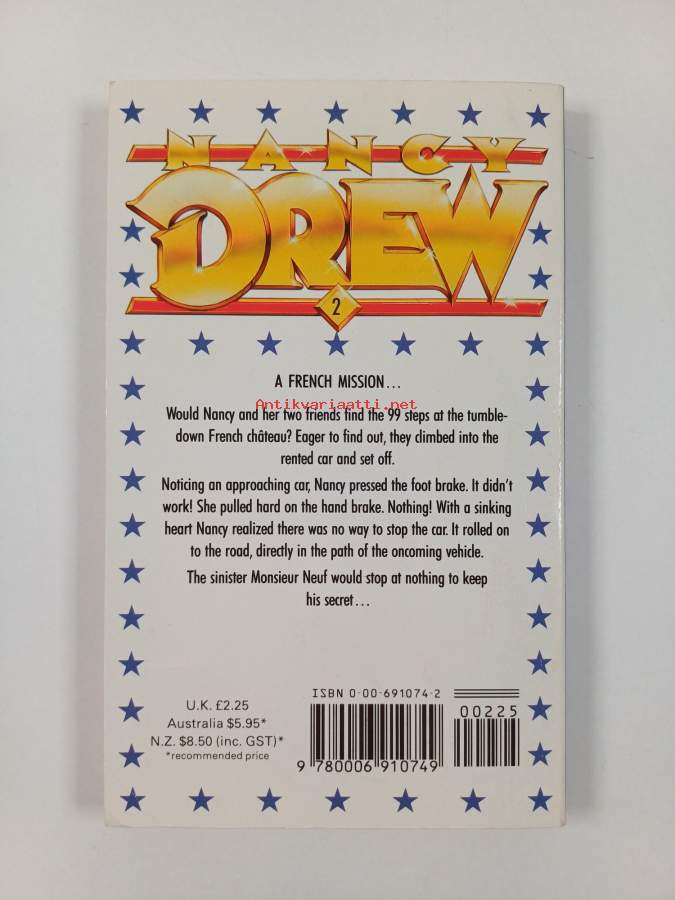 NANCY
DREW
2
A FRENCH MISSION...
Antikvariaatti.net
Would Nancy and her two friends find the 99 steps at the tumble-
down French château? Eager to find out, they climbed into the
rented car and set off.
Noticing an approaching car, Nancy pressed the foot brake. It didn't
work! She pulled hard on the hand brake. Nothing! With a sinking
heart Nancy realized there was no way to stop the car. It rolled on
to the road, directly in the path of the oncoming vehicle.
The sinister Monsieur Neuf would stop at nothing to keep
his secret...
U.K. £2.25
Australia $5.95*
N.Z. $8.50 (inc. GST)*
*recommended price
ISBN 0-00-691074-2
00225
9 780006 910749